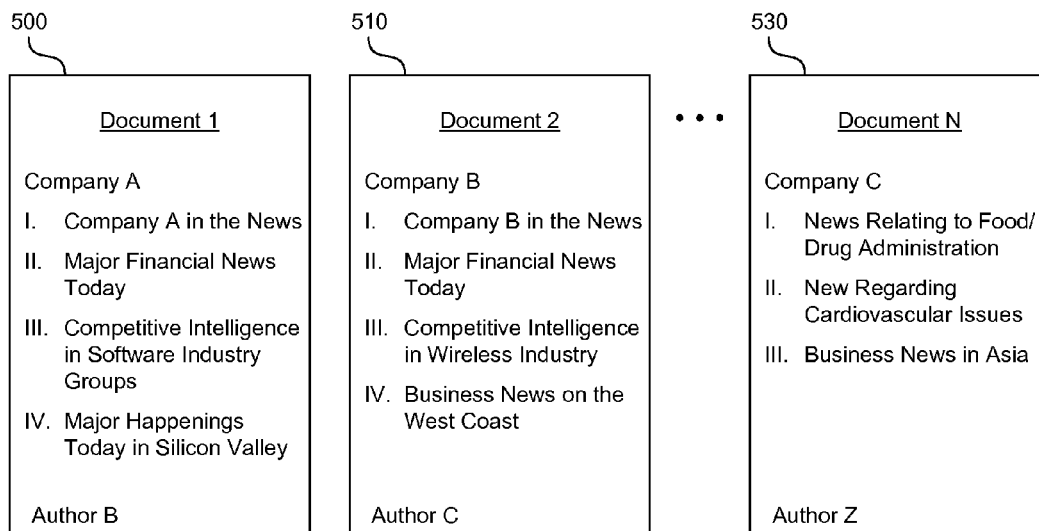 500
510
530
Document 1
Company A
I. Company A in the News
II. Major Financial News
Today
III. Competitive Intelligence
in Software Industry
Groups
IV. Major Happenings
Today in Silicon Valley
Author B
Document 2
Company B
I. Company B in the News
II. Major Financial News
Today
III. Competitive Intelligence
in Wireless Industry
IV. Business News on the
West Coast
Author C
Document N
Company C
I. News Relating to Food/
Drug Administration
II. New Regarding
Cardiovascular Issues
III. Business News in Asia
Author Z